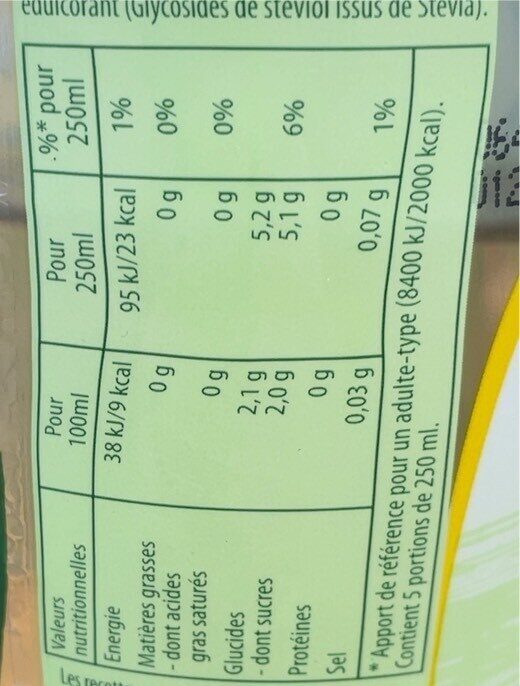 édulcorant (Glycosides de stéviol issus de Stévia).
Valeurs nutritionnelles Pour 100ml Pour 250ml %* pour 250ml
Energie 38 kJ/9 kcal 95 kJ/23 kcal 1%
Matières grasses 0 g 0 g 0%
- dont acides
gras saturés 0 g 0 g 0%
Glucides 2,1 g 5,2 g
- dont sucres 2,0 g 5,1 g 6%
Protéines 0 g 0 g
Sel 0,03 g 0,07 g 1%
* Apport de référence pour un adulte-type (8400 kJ/2000 kcal).
Contient 5 portions de 250 ml.
Les